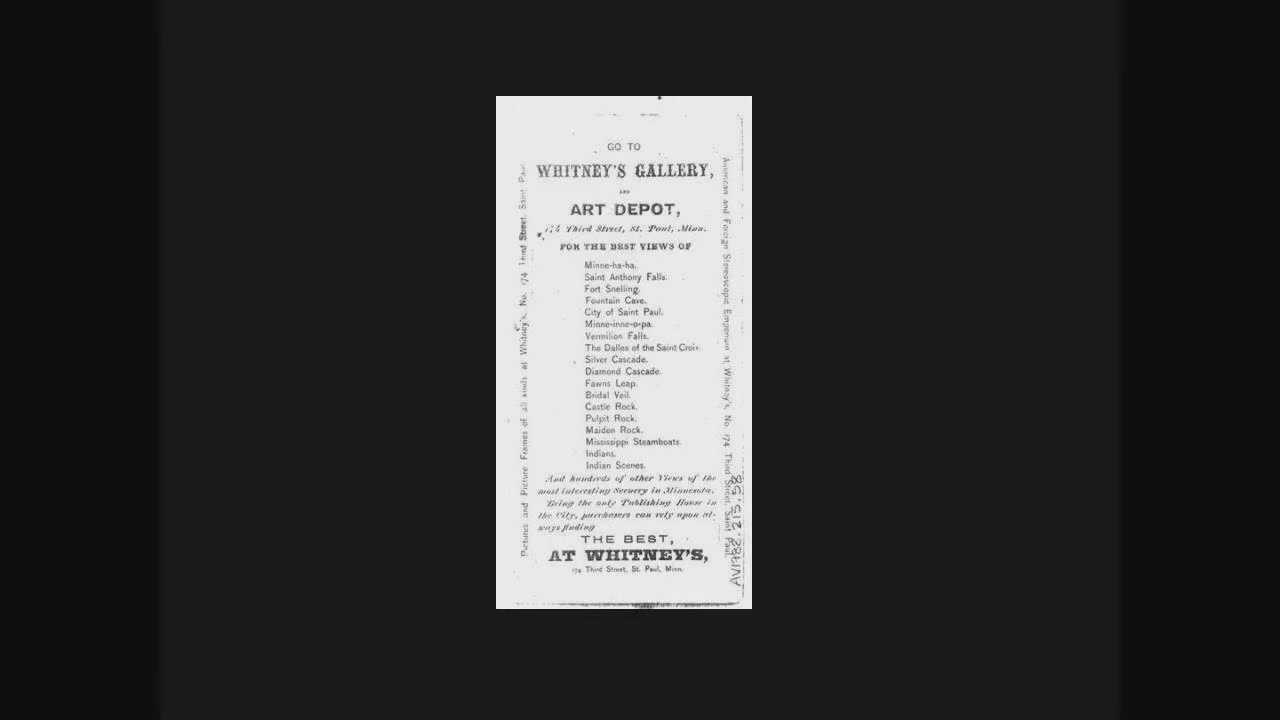 GO TO
WHITNEY'S GALLERY,
AND
ART DEPOT,
174 Third Street, St. Paul, Minn.
FOR THE BEST VIEWS OF
Minne-ha-ha.
Saint Anthony Falls.
Fort Snelling.
Fountain Cave.
City of Saint Paul.
Minne-inne-o-pa.
Vermilion Falls.
The Dalles of the Saint Croix.
Silver Cascade.
Diamond Cascade.
Fawns Leap.
Bridal Veil.
Castle Rock.
Pulpit Rock.
Maiden Rock.
Mississippi Steamboats.
Indians.
Indian Scenes.
And hundreds of other Views of the
most interesting Scenery in Minnesota.
Being the only Publishing House in
the City, purchasers can rely upon al-
ways finding
THE BEST,
AT WHITNEY'S,
174 Third Street, St. Paul, Minn.
Pictures and Picture Frames of all kinds at Whitney's, No. 174 Third Street, Saint Paul.
American and Foreign Stereoscopic Emporium at Whitney's, No. 174 Third Street, Saint Paul.
AV1988.215.58